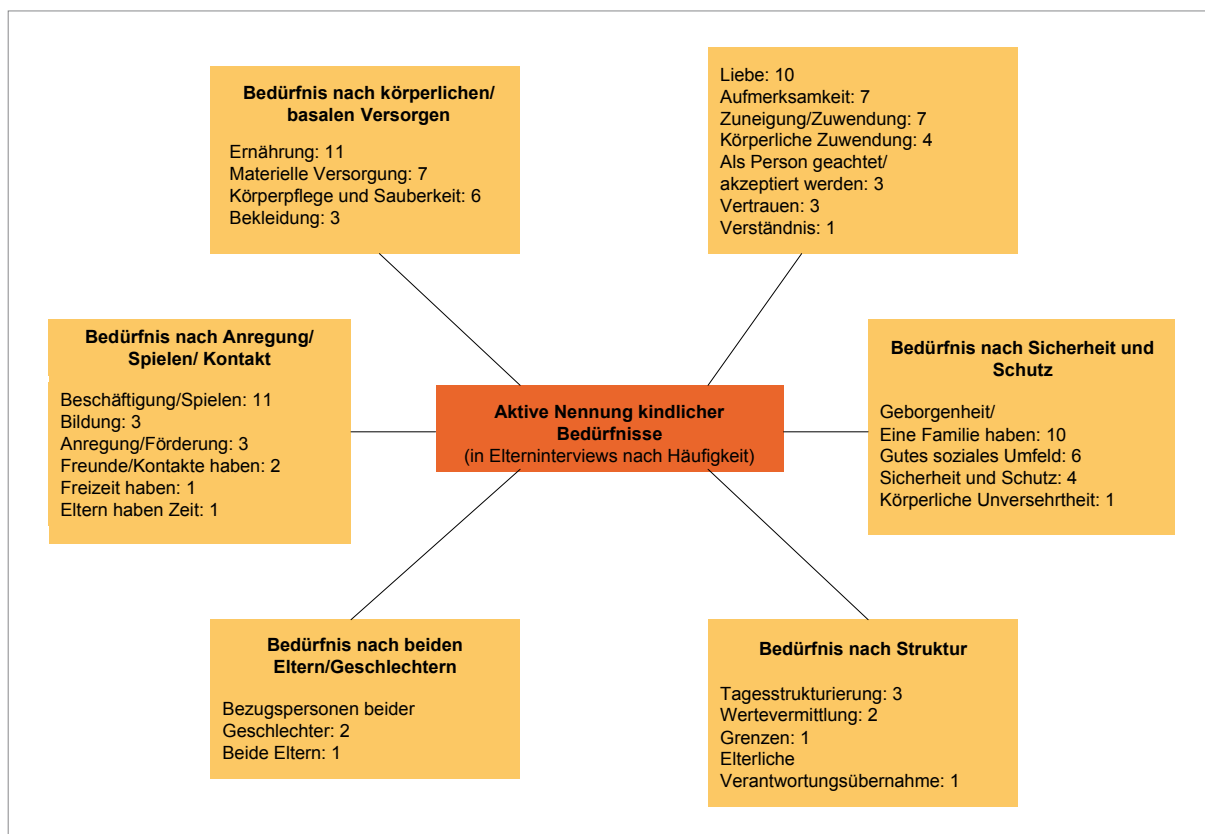 Bedürfnis nach körperlichen/
basalen Versorgen
Ernährung: 11
Materielle Versorgung: 7
Körperpflege und Sauberkeit: 6
Bekleidung: 3
Liebe: 10
Aufmerksamkeit: 7
Zuneigung/Zuwendung: 7
Körperliche Zuwendung: 4
Als Person geachtet/
akzeptiert werden: 3
Vertrauen: 3
Verständnis: 1
Bedürfnis nach Anregung/
Spielen/ Kontakt
Beschäftigung/Spielen: 11
Bildung: 3
Anregung/Förderung: 3
Freunde/Kontakte haben: 2
Freizeit haben: 1
Eltern haben Zeit: 1
Aktive Nennung kindlicher
Bedürfnisse
(in Elterninterviews nach Häufigkeit)
Bedürfnis nach Sicherheit und
Schutz
Geborgenheit/
Eine Familie haben: 10
Gutes soziales Umfeld: 6
Sicherheit und Schutz: 4
Körperliche Unversehrtheit: 1
Bedürfnis nach beiden
Eltern/Geschlechtern
Bezugspersonen beider
Geschlechter: 2
Beide Eltern: 1
Bedürfnis nach Struktur
Tagesstrukturierung: 3
Wertevermittlung: 2
Grenzen: 1
Elterliche
Verantwortungsübernahme: 1